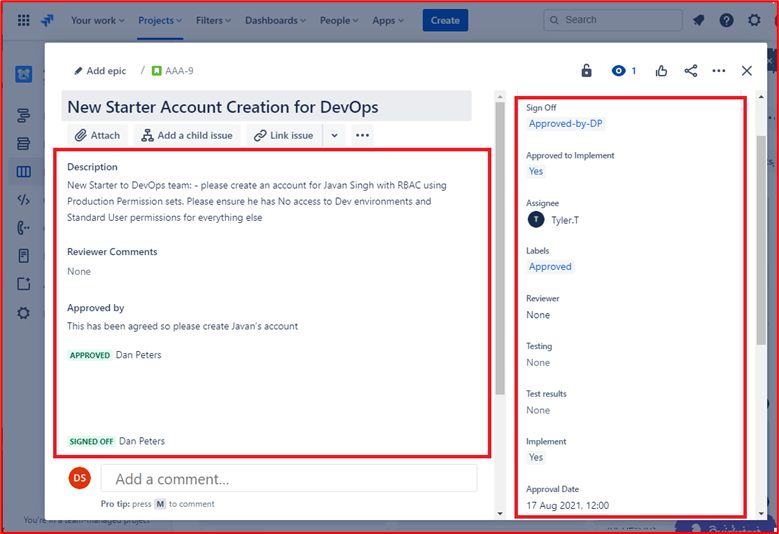 Your work Projects Filters Dashboards People Apps Create Search
Add epic / AAA-9 1
New Starter Account Creation for DevOps
Attach Add a child issue Link issue
Description
New Starter to DevOps team: - please create an account for Javan Singh with RBAC using
Production Permission sets. Please ensure he has No access to Dev environments and
Standard User permissions for everything else
Reviewer Comments
None
Approved by
This has been agreed so please create Javan's account
APPROVED Dan Peters
SIGNED OFF Dan Peters
DS Add a comment...
Pro tip: press M to comment
Sign Off
Approved-by-DP
Approved to Implement
Yes
Assignee
T Tyler.T
Labels
Approved
Reviewer
None
Testing
None
Test results
None
Implement
Yes
Approval Date
17 Aug 2021, 12:00
You're in a team-managed project
Quickstart